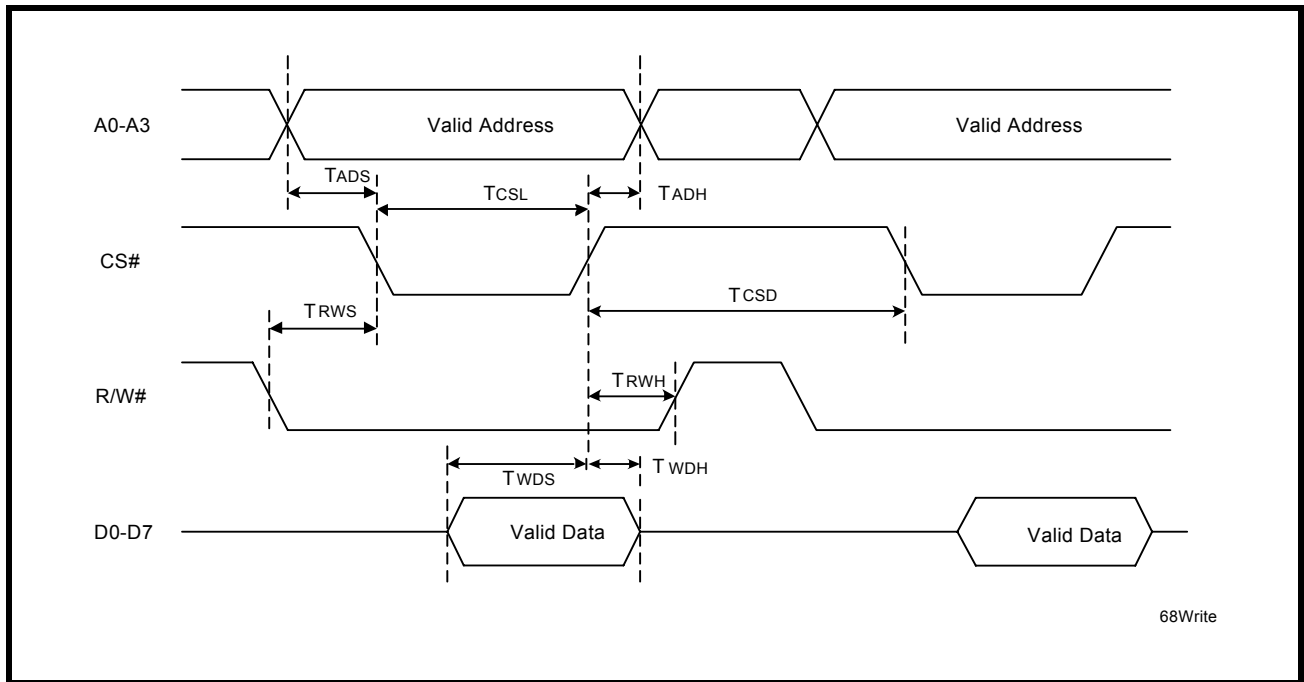 A0-A3
Valid Address
Valid Address
TADS
TCSL
TADH
CS#
TCSD
TRWS
R/W#
TRWH
TWDS
TWDH
D0-D7
Valid Data
Valid Data
68Write